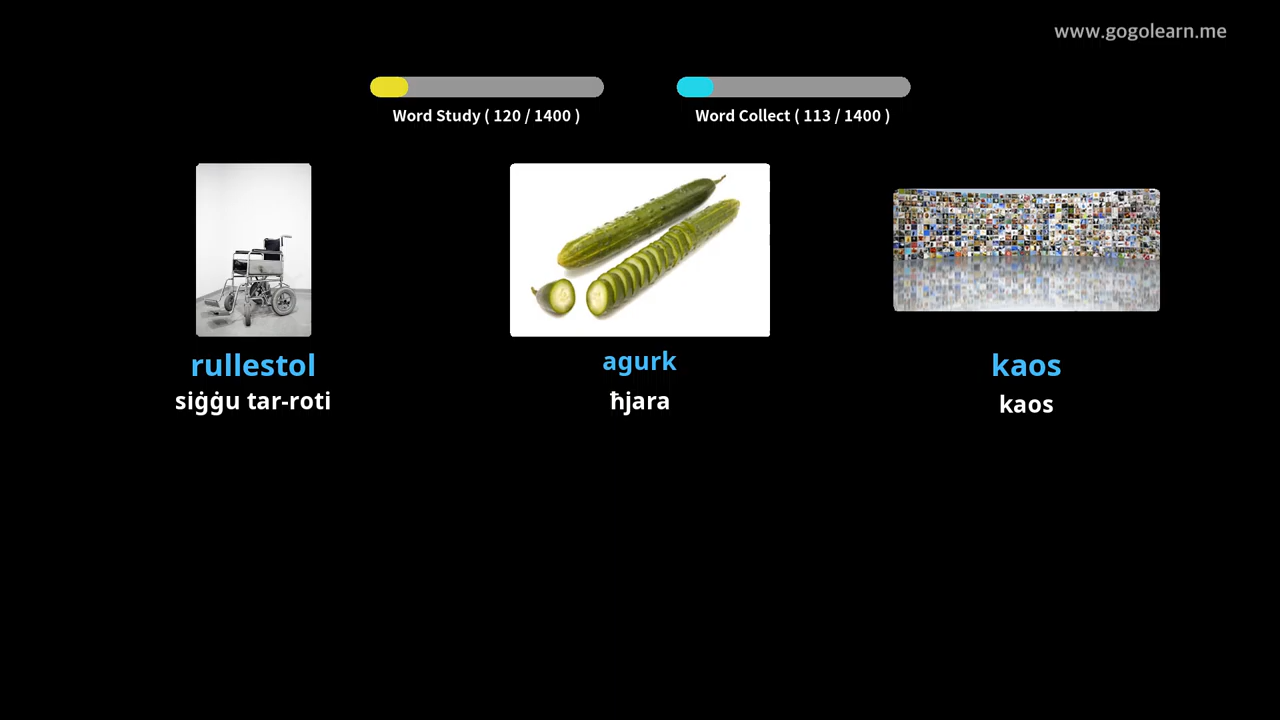 www.gogolearn.me
Word Study ( 120 / 1400 )
Word Collect ( 113 / 1400 )
rullestol
siġġu tar-roti
agurk
ħjara
kaos
kaos